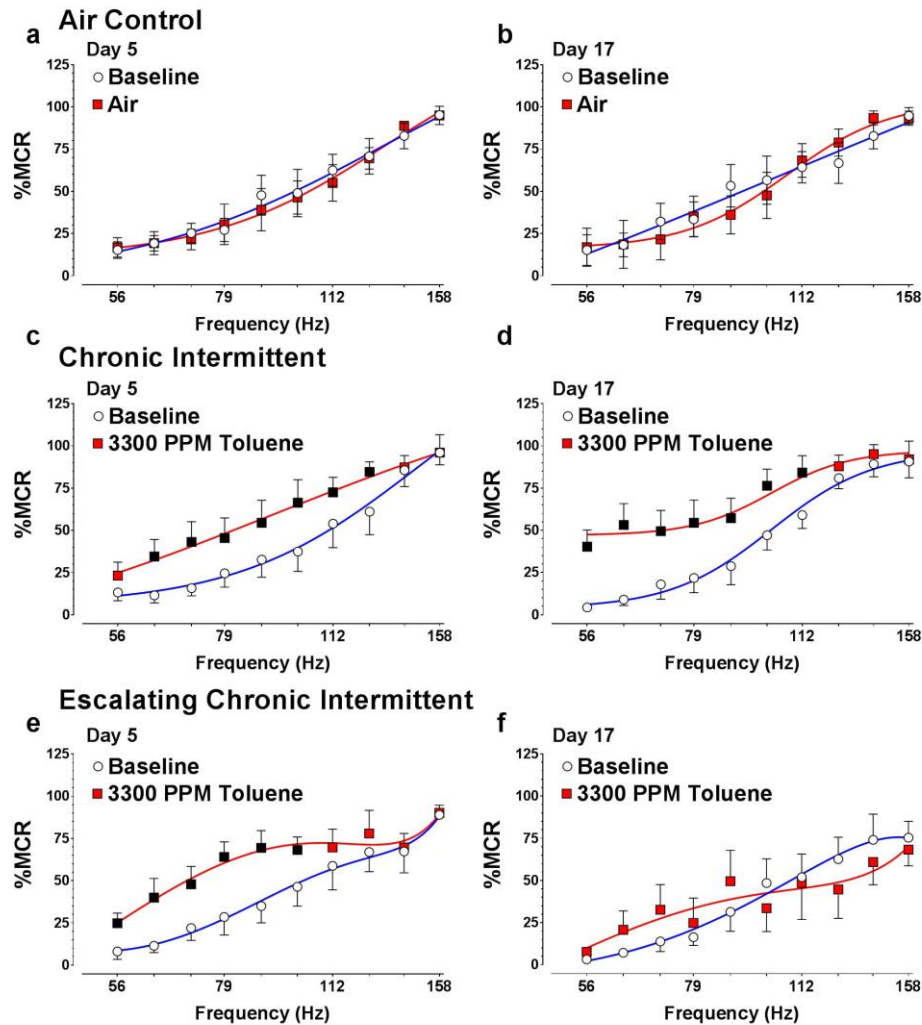 Air Control
a
Day 5
Baseline
Air
%MCR
125
100
75
50
25
0
56
79
112
158
Frequency (Hz)
b
Day 17
Baseline
Air
%MCR
125
100
75
50
25
0
56
79
112
158
Frequency (Hz)
Chronic Intermittent
c
Day 5
Baseline
3300 PPM Toluene
%MCR
125
100
75
50
25
0
56
79
112
158
Frequency (Hz)
d
Day 17
Baseline
3300 PPM Toluene
%MCR
125
100
75
50
25
0
56
79
112
158
Frequency (Hz)
Escalating Chronic Intermittent
e
Day 5
Baseline
3300 PPM Toluene
%MCR
125
100
75
50
25
0
56
79
112
158
Frequency (Hz)
f
Day 17
Baseline
3300 PPM Toluene
%MCR
125
100
75
50
25
0
56
79
112
158
Frequency (Hz)